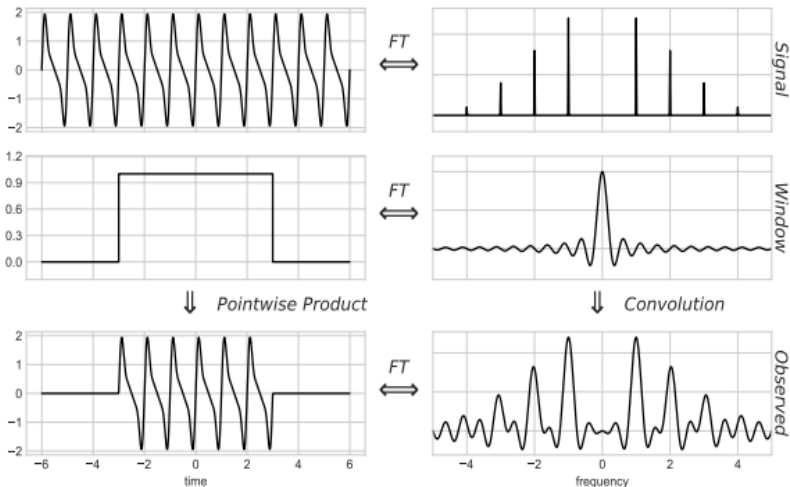 2
1
0
−1
−2
FT
⇔
Signal
1.2
0.9
0.6
0.3
0.0
FT
⇔
Window
⇓ Pointwise Product
⇓ Convolution
2
1
0
−1
−2
FT
⇔
Observed
−6 −4 −2 0 2 4 6
time
−4 −2 0 2 4
frequency